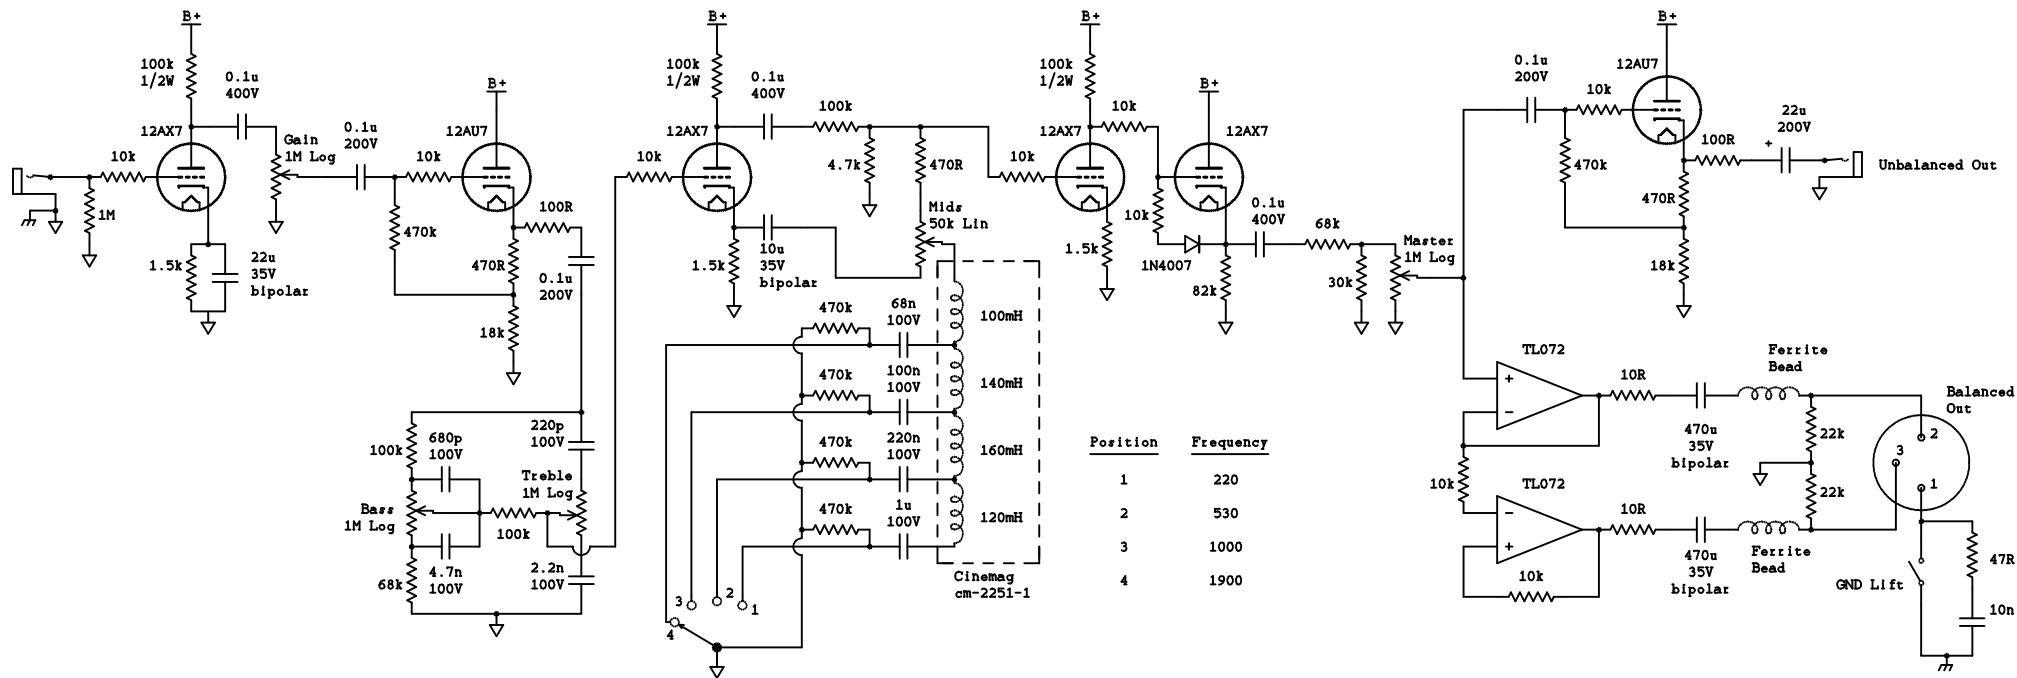 B+
100k
1/2W
0.1u
400V
12AX7
Gain
1M Log
10k
1M
1.5k
22u
35V
bipolar
0.1u
200V
B+
12AU7
10k
470k
100R
470R
18k
0.1u
200V
100k
680p
100V
220p
100V
Treble
1M Log
Bass
1M Log
100k
68k
4.7n
100V
2.2n
100V
B+
100k
1/2W
0.1u
400V
12AX7
10k
100k
4.7k
470R
1.5k
10u
35V
bipolar
Mids
50k Lin
470k
68n
100V
100mH
470k
100n
100V
140mH
470k
220n
100V
160mH
470k
1u
100V
120mH
Cinemag
cm-2251-1
3
2
1
4
B+
100k
1/2W
12AX7
10k
10k
1.5k
B+
12AX7
10k
1N4007
0.1u
400V
82k
68k
30k
Master
1M Log
Position Frequency
1 220
2 530
3 1000
4 1900
B+
0.1u
200V
12AU7
10k
470k
100R
22u
200V
+
470R
18k
Unbalanced Out
TL072
+
-
10R
470u
35V
bipolar
Ferrite
Bead
22k
Balanced
Out
2
3
1
10k
TL072
-
+
10k
10R
470u
35V
bipolar
Ferrite
Bead
22k
GND Lift
47R
10n